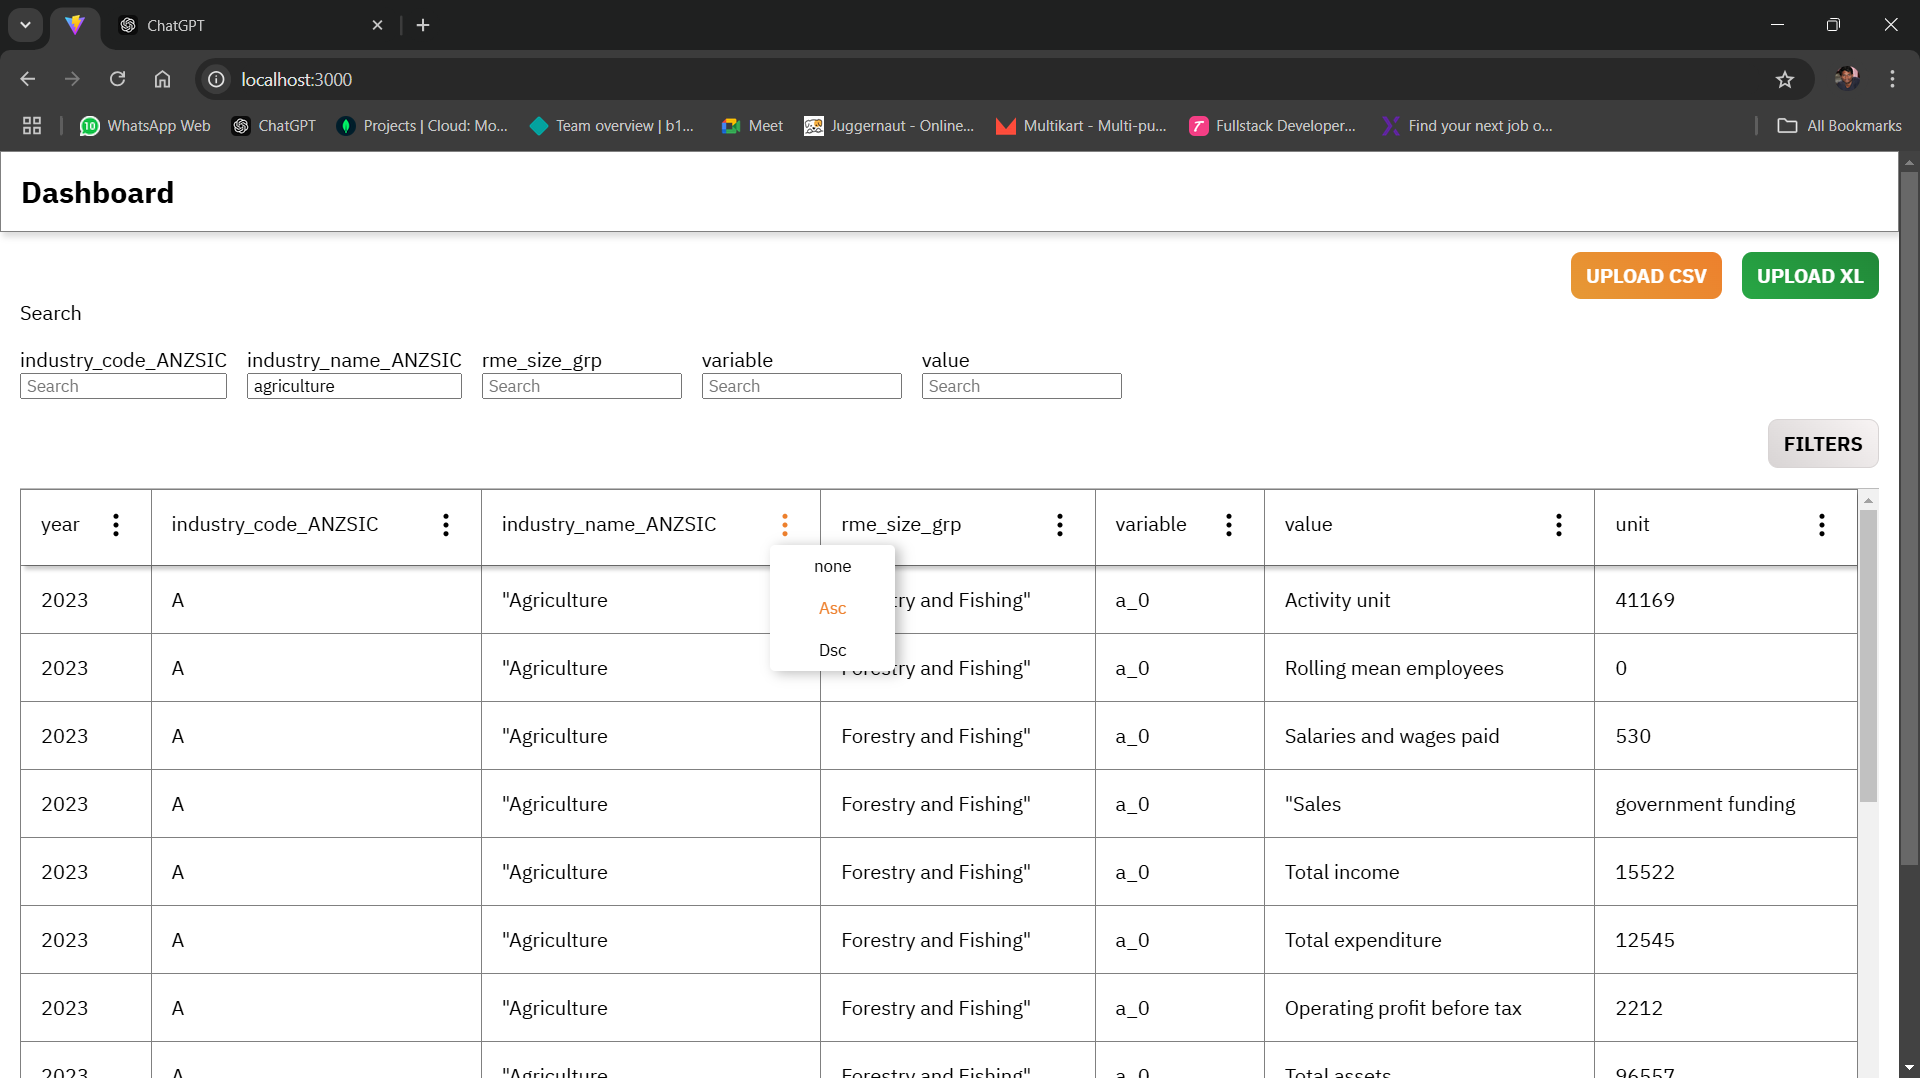 ChatGPT
localhost:3000
WhatsApp Web ChatGPT Projects | Cloud: Mo... Team overview | b1... Meet Juggernaut - Online... Multikart - Multi-pu... Fullstack Developer... Find your next job o... All Bookmarks
Dashboard
UPLOAD CSV UPLOAD XL
Search
industry_code_ANZSIC industry_name_ANZSIC rme_size_grp variable value
Search agriculture Search Search Search
FILTERS
year industry_code_ANZSIC industry_name_ANZSIC rme_size_grp variable value unit
none
Asc
Dsc
2023 A "Agriculture ry and Fishing" a_0 Activity unit 41169
2023 A "Agriculture Forestry and Fishing" a_0 Rolling mean employees 0
2023 A "Agriculture Forestry and Fishing" a_0 Salaries and wages paid 530
2023 A "Agriculture Forestry and Fishing" a_0 "Sales government funding
2023 A "Agriculture Forestry and Fishing" a_0 Total income 15522
2023 A "Agriculture Forestry and Fishing" a_0 Total expenditure 12545
2023 A "Agriculture Forestry and Fishing" a_0 Operating profit before tax 2212
2023 A "Agriculture Forestry and Fishing" a_0 Total assets 96557